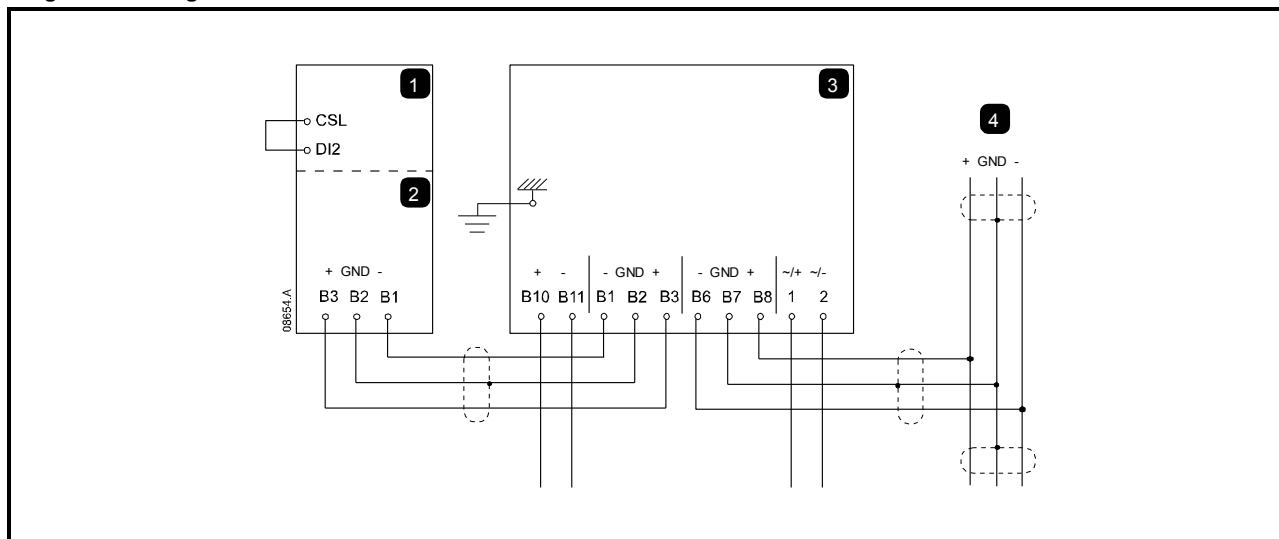 1
CSL
DI2
2
+ GND -
B3 B2 B1
08654.A
3
+ - - GND + - GND + ~/+ ~/-
B10 B11 B1 B2 B3 B6 B7 B8 1 2
4
+ GND -